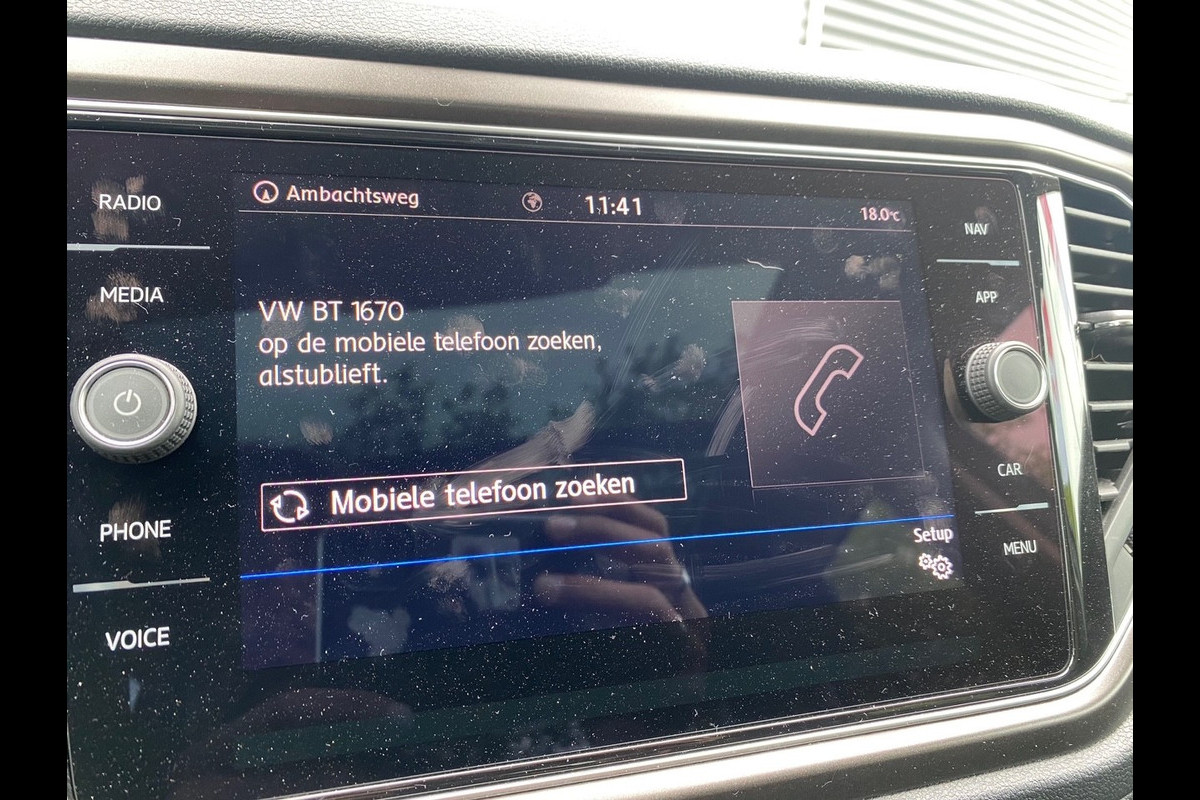 RADIO
MEDIA
PHONE
VOICE
Ambachtsweg
11:41
18.0°C
VW BT 1670
op de mobiele telefoon zoeken,
alstublieft.
Mobiele telefoon zoeken
Setup
NAV
APP
CAR
MENU